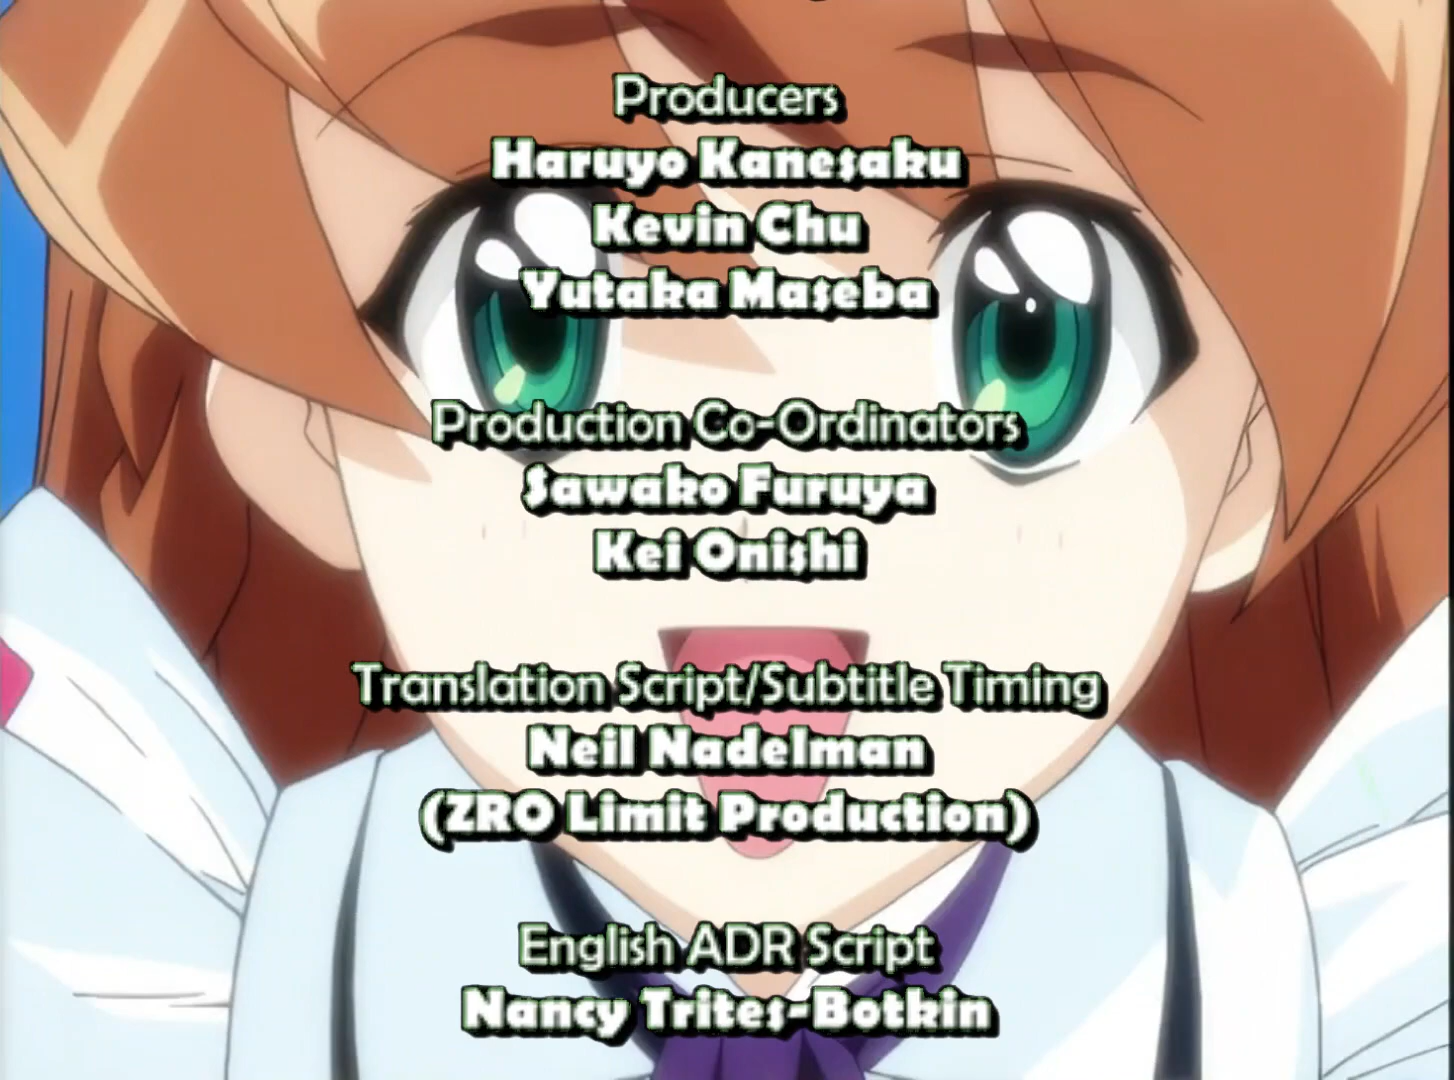 Producers
Haruyo Kanesaku
Kevin Chu
Yutaka Maseba
Production Co-Ordinators
Sawako Furuya
Kei Onishi
Translation Script/Subtitle Timing
Neil Nadelman
(ZRO Limit Production)
English ADR Script
Nancy Trites-Botkin